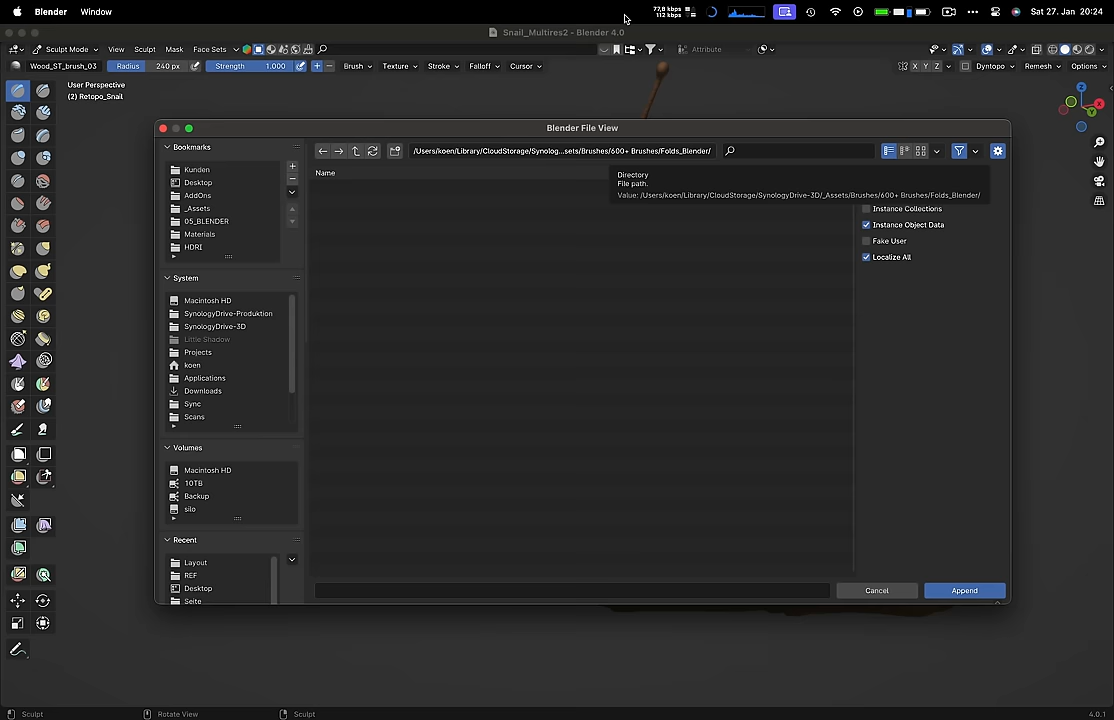 Blender Window
77,8 kbps
112 kbps
Sat 27. Jan 20:24
Snail_Multires2 - Blender 4.0
Sculpt Mode View Sculpt Mask Face Sets Attribute
Wood_ST_brush_03 Radius 240 px Strength 1.000 Brush Texture Stroke Falloff Cursor X Y Z Dyntopo Remesh Options
User Perspective
(2) Retopo_Snail
Z
X
Y
Blender File View
Bookmarks
/Users/koen/Library/CloudStorage/Synolog...sets/Brushes/600+ Brushes/Folds_Blender/
Kunden
Desktop
AddOns
_Assets
05_BLENDER
Materials
HDRI
System
Macintosh HD
SynologyDrive-Produktion
SynologyDrive-3D
Little Shadow
Projects
koen
Applications
Downloads
Sync
Scans
Volumes
Macintosh HD
10TB
Backup
silo
Recent
Layout
REF
Desktop
Seite
Name
Directory
File path.
Value: /Users/koen/Library/CloudStorage/SynologyDrive-3D/_Assets/Brushes/600+ Brushes/Folds_Blender/
Instance Collections
Instance Object Data
Fake User
Localize All
Cancel
Append
Sculpt Rotate View Sculpt 4.0.1